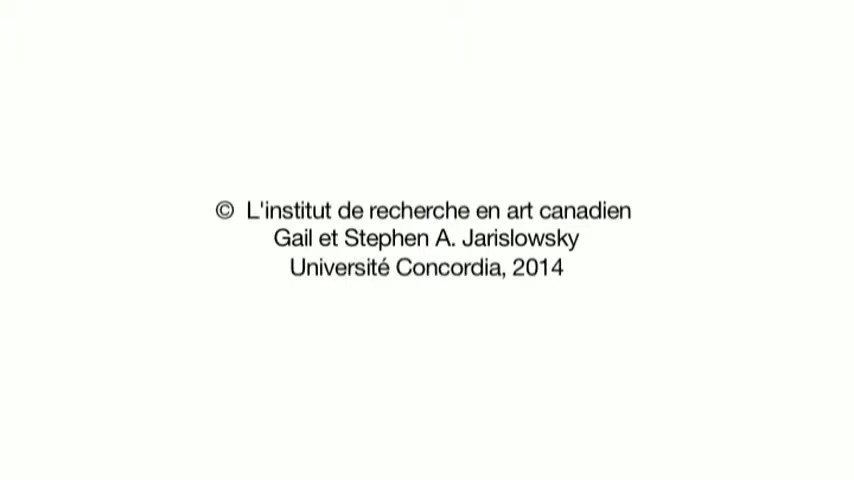 © L'institut de recherche en art canadien
Gail et Stephen A. Jarislowsky
Université Concordia, 2014